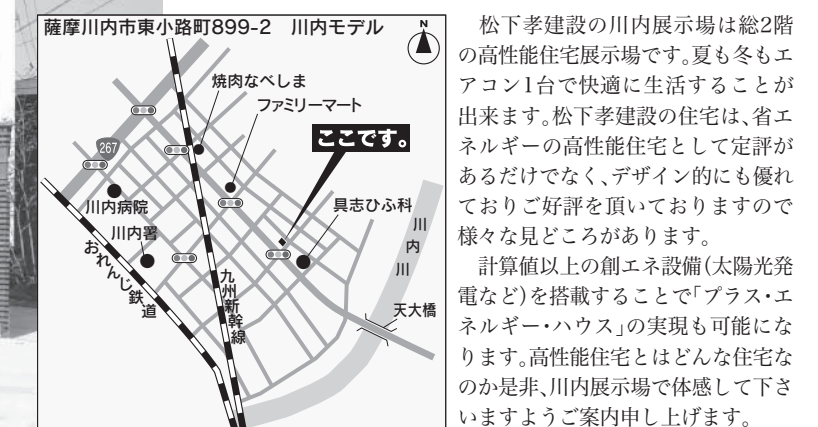 薩摩川内市東小路町899-2　川内モデル
N
焼肉なべしま
ファミリーマート
ここです。
267
川内病院
具志ひふ科
川内署
川内川
おれんじ鉄道
九州新幹線
天大橋
松下孝建設の川内展示場は総2階
の高性能住宅展示場です。夏も冬もエ
アコン1台で快適に生活することが
出来ます。松下孝建設の住宅は、省エ
ネルギーの高性能住宅として定評が
あるだけでなく、デザイン的にも優れ
ておりご好評を頂いておりますので
様々な見どころがあります。
計算値以上の創エネ設備(太陽光発
電など)を搭載することで「プラス・エ
ネルギー・ハウス」の実現も可能にな
ります。高性能住宅とはどんな住宅な
のか是非、川内展示場で体感して下さ
いますようご案内申し上げます。